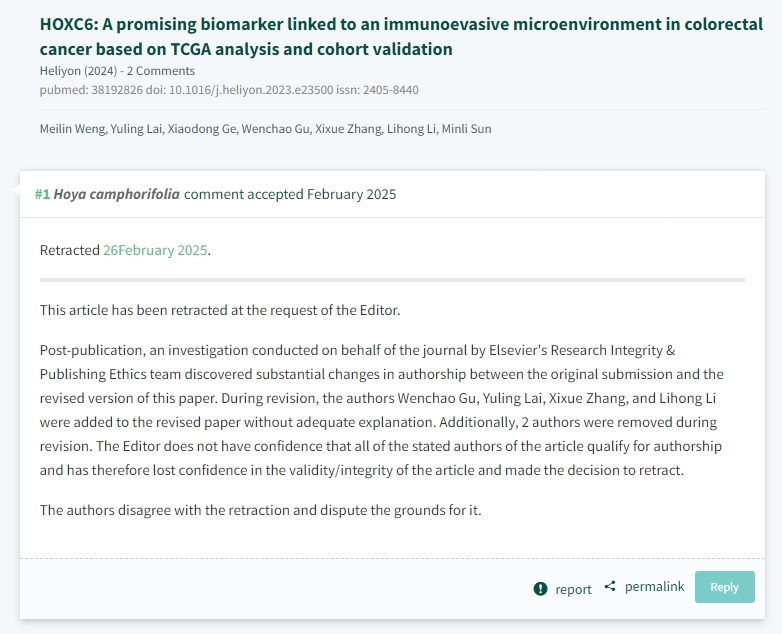 HOXC6: A promising biomarker linked to an immunoevasive microenvironment in colorectal
cancer based on TCGA analysis and cohort validation
Heliyon (2024) - 2 Comments
pubmed: 38192826 doi: 10.1016/j.heliyon.2023.e23500 issn: 2405-8440
Meilin Weng, Yuling Lai, Xiaodong Ge, Wenchao Gu, Xixue Zhang, Lihong Li, Minli Sun
#1 Hoya camphorifolia comment accepted February 2025
Retracted 26February 2025.
This article has been retracted at the request of the Editor.
Post-publication, an investigation conducted on behalf of the journal by Elsevier's Research Integrity &
Publishing Ethics team discovered substantial changes in authorship between the original submission and the
revised version of this paper. During revision, the authors Wenchao Gu, Yuling Lai, Xixue Zhang, and Lihong Li
were added to the revised paper without adequate explanation. Additionally, 2 authors were removed during
revision. The Editor does not have confidence that all of the stated authors of the article qualify for authorship
and has therefore lost confidence in the validity/integrity of the article and made the decision to retract.
The authors disagree with the retraction and dispute the grounds for it.
report permalink Reply